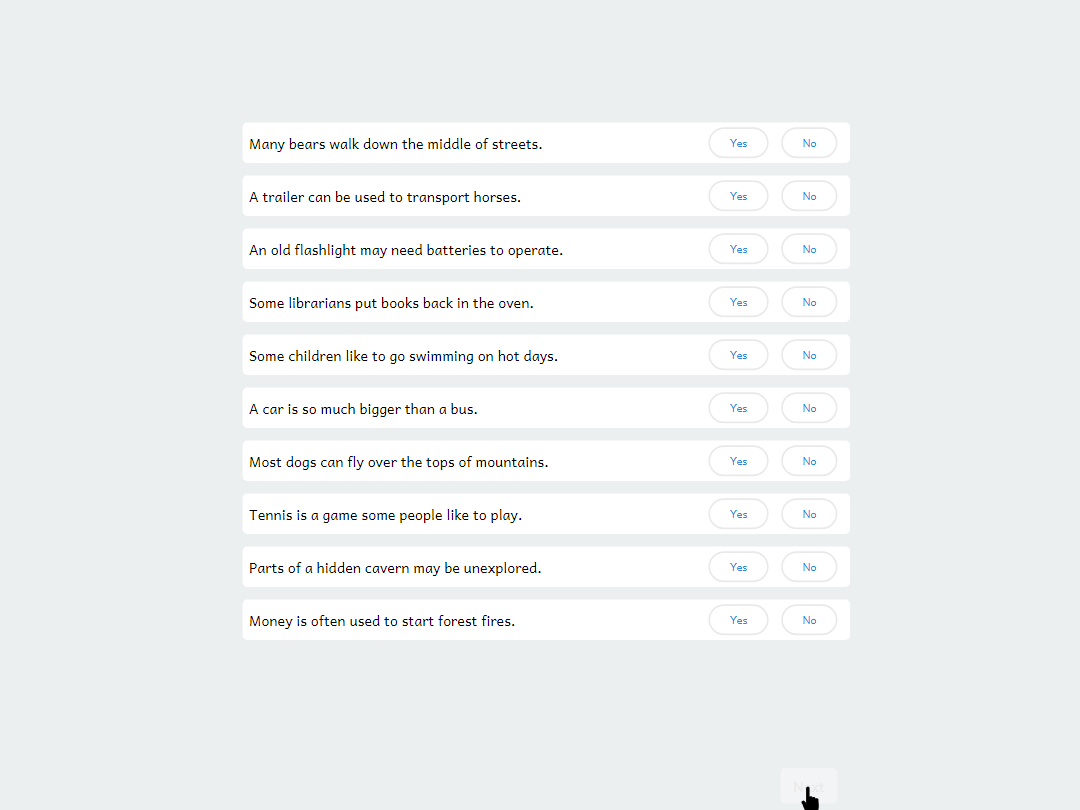 Many bears walk down the middle of streets. Yes No
A trailer can be used to transport horses. Yes No
An old flashlight may need batteries to operate. Yes No
Some librarians put books back in the oven. Yes No
Some children like to go swimming on hot days. Yes No
A car is so much bigger than a bus. Yes No
Most dogs can fly over the tops of mountains. Yes No
Tennis is a game some people like to play. Yes No
Parts of a hidden cavern may be unexplored. Yes No
Money is often used to start forest fires. Yes No